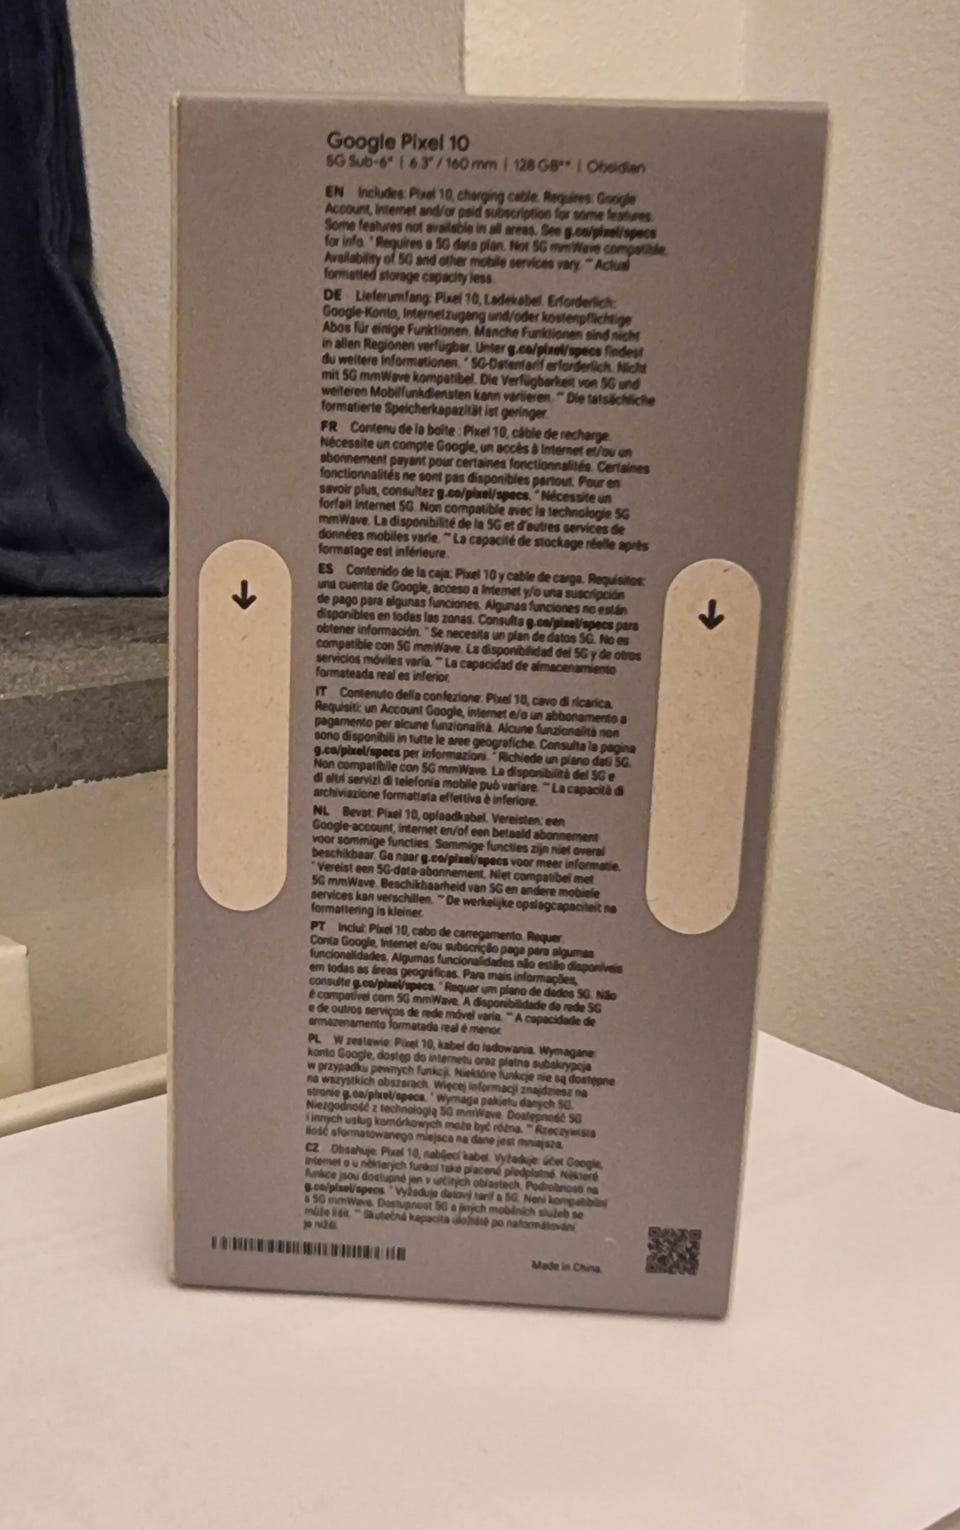 Google Pixel 10
5G Sub-6* | 6.3" / 160 mm | 128 GB** | Obsidian
EN Includes: Pixel 10, charging cable. Requires: Google
Account, Internet and/or paid subscription for some features.
Some features not available in all areas. See g.co/pixel/specs
for info. *Requires a 5G data plan. Not 5G mmWave compatible.
Availability of 5G and other mobile services vary. **Actual
formatted storage capacity less.
DE Lieferumfang: Pixel 10, Ladekabel. Erforderlich:
Google-Konto, Internetzugang und/oder kostenpflichtige
Abos für einige Funktionen. Manche Funktionen sind nicht
in allen Regionen verfügbar. Unter g.co/pixel/specs findest
du weitere Informationen. *5G-Datentarif erforderlich. Nicht
mit 5G mmWave kompatibel. Die Verfügbarkeit von 5G und
weiteren Mobilfunkdiensten kann variieren. **Die tatsächliche
formatierte Speicherkapazität ist geringer.
FR Contenu de la boîte : Pixel 10, câble de recharge.
Nécessite un compte Google, un accès à Internet et/ou un
abonnement payant pour certaines fonctionnalités. Certaines
fonctionnalités ne sont pas disponibles partout. Pour en
savoir plus, consultez g.co/pixel/specs. *Nécessite un
forfait Internet 5G. Non compatible avec la technologie 5G
mmWave. La disponibilité de la 5G et d'autres services de
données mobiles varie. **La capacité de stockage réelle après
formatage est inférieure.
ES Contenido de la caja: Pixel 10 y cable de carga. Requisitos:
una cuenta de Google, acceso a Internet y/o una suscripción
de pago para algunas funciones. Algunas funciones no están
disponibles en todas las zonas. Consulta g.co/pixel/specs para
obtener información. *Se necesita un plan de datos 5G. No es
compatible con 5G mmWave. La disponibilidad del 5G y de otros
servicios móviles varía. **La capacidad de almacenamiento
formateada real es inferior.
IT Contenuto della confezione: Pixel 10, cavo di ricarica.
Requisiti: un Account Google, internet e/o un abbonamento a
pagamento per alcune funzionalità. Alcune funzionalità non
sono disponibili in tutte le aree geografiche. Consulta la pagina
g.co/pixel/specs per informazioni. *Richiede un piano dati 5G.
Non compatibile con 5G mmWave. La disponibilità del 5G e
di altri servizi di telefonia mobile può variare. **La capacità di
archiviazione formattata effettiva è inferiore.
NL Bevat: Pixel 10, oplaadkabel. Vereisten: een
Google-account, internet en/of een betaald abonnement
voor sommige functies. Sommige functies zijn niet overal
beschikbaar. Ga naar g.co/pixel/specs voor meer informatie.
*Vereist een 5G-data-abonnement. Niet compatibel met
5G mmWave. Beschikbaarheid van 5G en andere mobiele
services kan verschillen. **De werkelijke opslagcapaciteit na
formattering is kleiner.
PT Inclui: Pixel 10, cabo de carregamento. Requer:
Conta Google, Internet e/ou subscrição paga para algumas
funcionalidades. Algumas funcionalidades não estão disponíveis
em todas as áreas geográficas. Para mais informações,
consulte g.co/pixel/specs. *Requer um plano de dados 5G. Não
é compatível com 5G mmWave. A disponibilidade da rede 5G
e de outros serviços de rede móvel varia. **A capacidade de
armazenamento formatada real é menor.
PL W zestawie: Pixel 10, kabel do ładowania. Wymagane:
konto Google, dostęp do internetu oraz płatna subskrypcja
w przypadku pewnych funkcji. Niektóre funkcje nie są dostępne
na wszystkich obszarach. Więcej informacji znajdziesz na
stronie g.co/pixel/specs. *Wymaga pakietu danych 5G.
Niezgodność z technologią 5G mmWave. Dostępność 5G
i innych usług komórkowych może być różna. **Rzeczywista
ilość sformatowanego miejsca na dane jest mniejsza.
CZ Obsahuje: Pixel 10, nabíjecí kabel. Vyžaduje: účet Google,
internet a u některých funkcí také placené předplatné. Některé
funkce jsou dostupné jen v určitých oblastech. Podrobnosti na
g.co/pixel/specs. *Vyžaduje datový tarif s 5G. Není kompatibilní
s 5G mmWave. Dostupnost 5G a jiných mobilních služeb se
může lišit. **Skutečná kapacita úložiště po naformátování
je nižší.
Made in China.